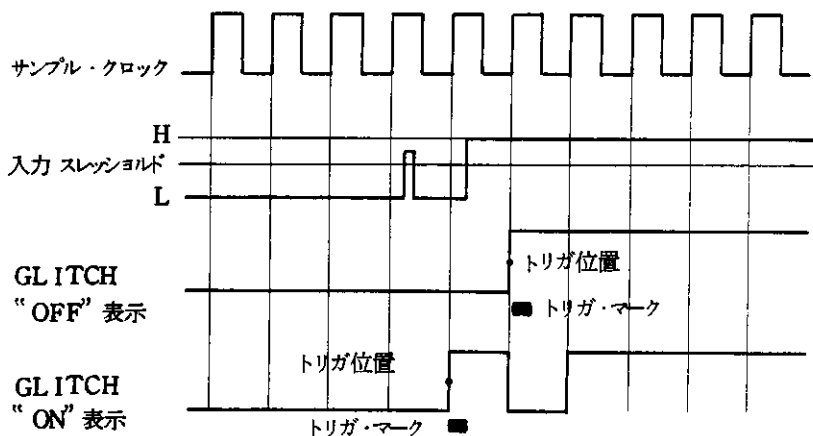 サンプル・クロック
H
入力 スレッショルド
L
トリガ位置
GLITCH
“OFF” 表示
トリガ・マーク
トリガ位置
GLITCH
“ON” 表示
トリガ・マーク